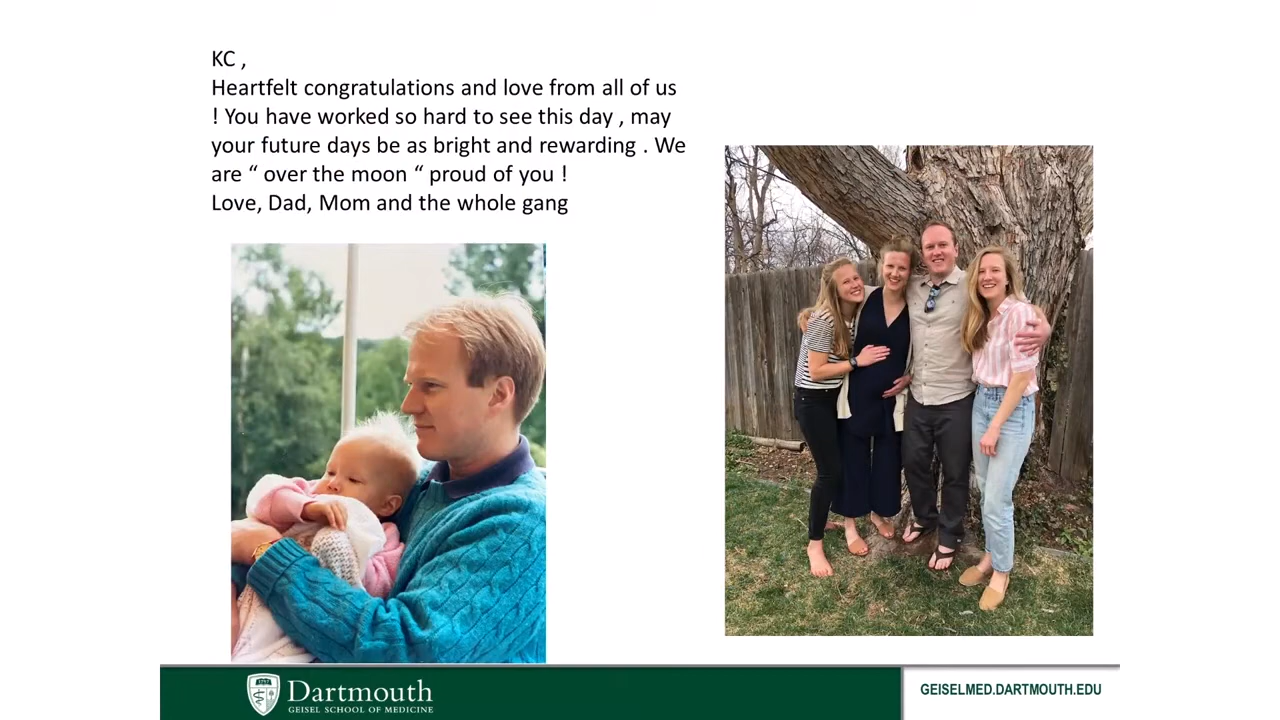 KC ,
Heartfelt congratulations and love from all of us
! You have worked so hard to see this day , may
your future days be as bright and rewarding . We
are “ over the moon “ proud of you !
Love, Dad, Mom and the whole gang
Dartmouth
GEISEL SCHOOL OF MEDICINE
GEISELMED.DARTMOUTH.EDU